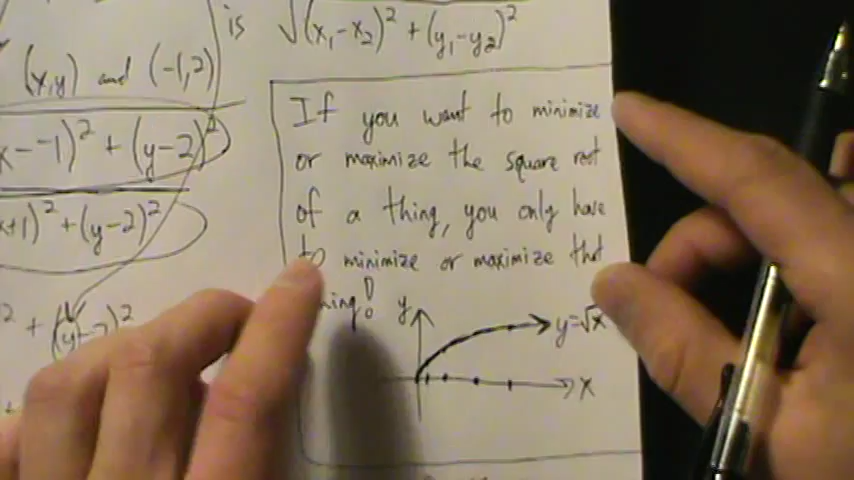 is √(x₁-x₂)² + (y₁-y₂)²
(x,y) and (-1,2)
x--1)² + (y-2)²
x+1)² + (y-2)²
² + (y-2)²
If you want to minimize
or maximize the square root
of a thing, you only have
to minimize or maximize that
hing!
y
y=√x
x